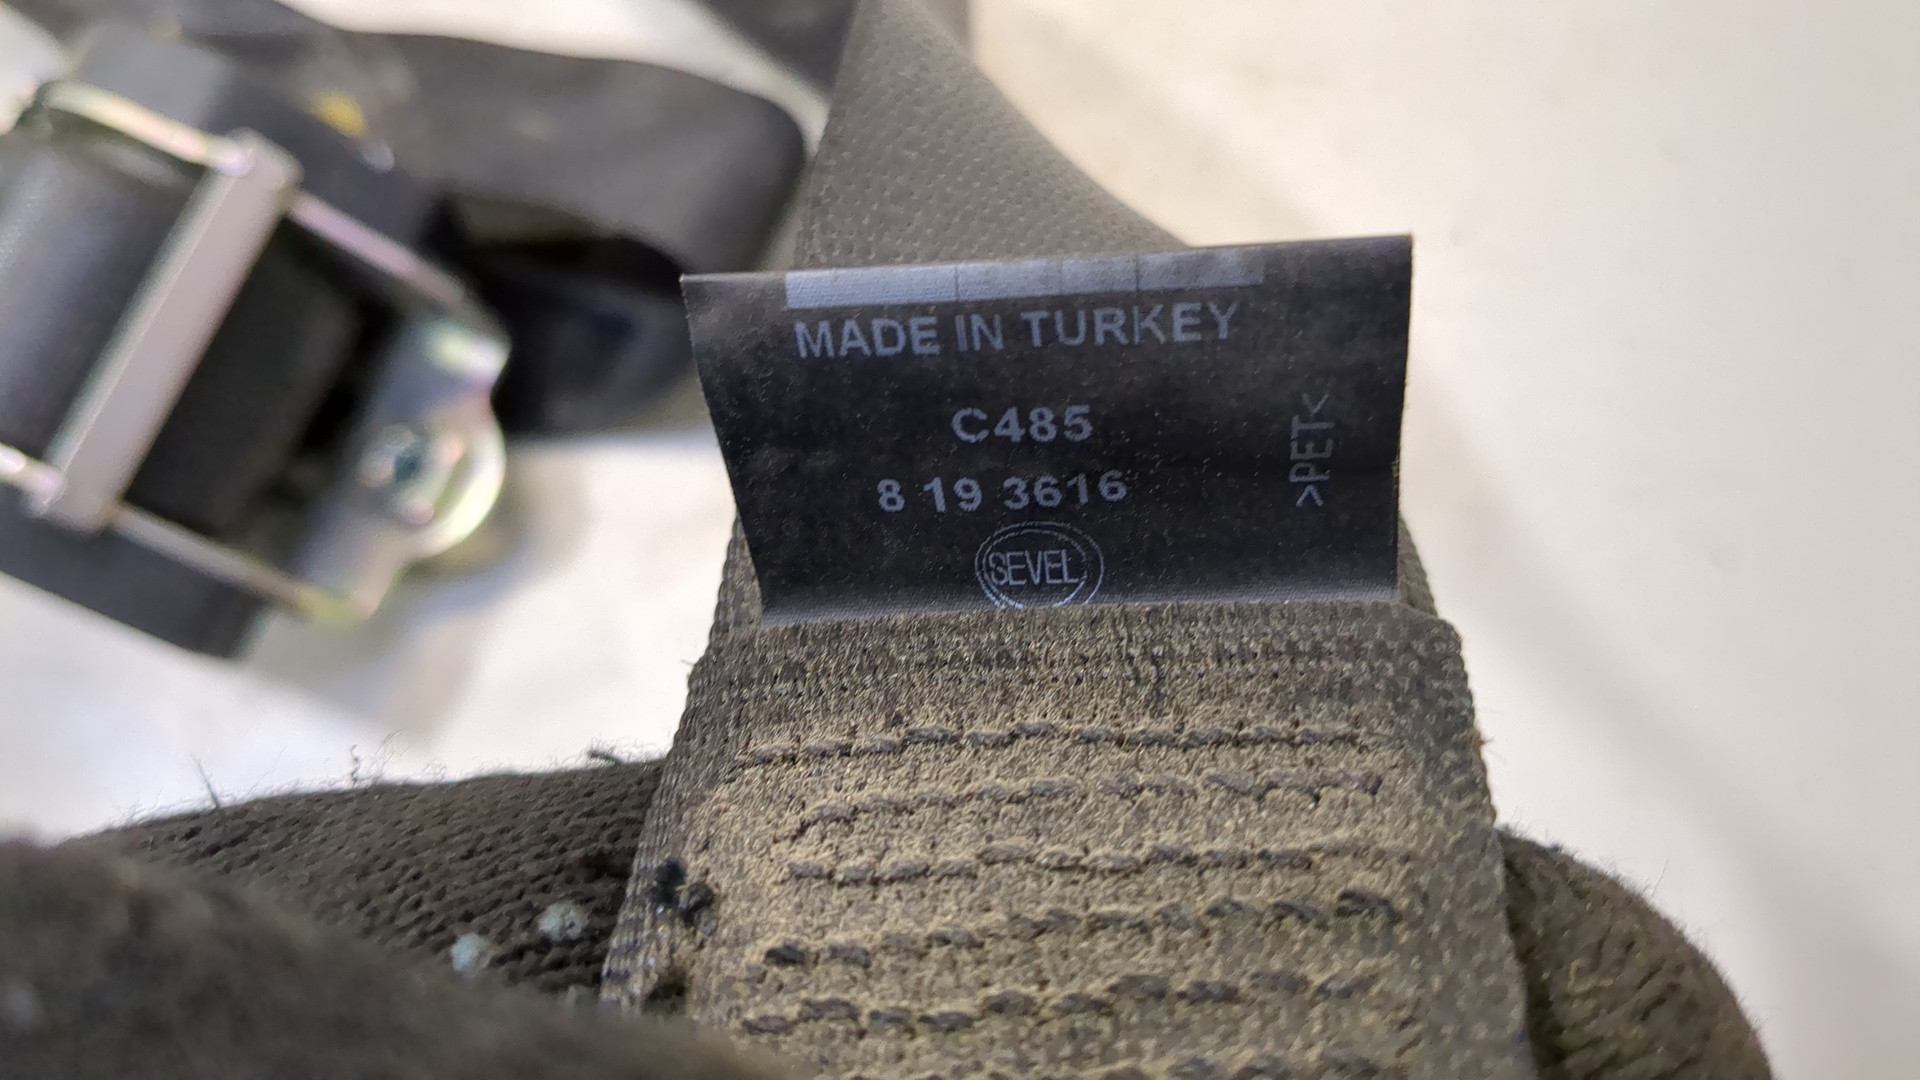 MADE IN TURKEY
C485
>PET<
8 19 3616
SEVEL